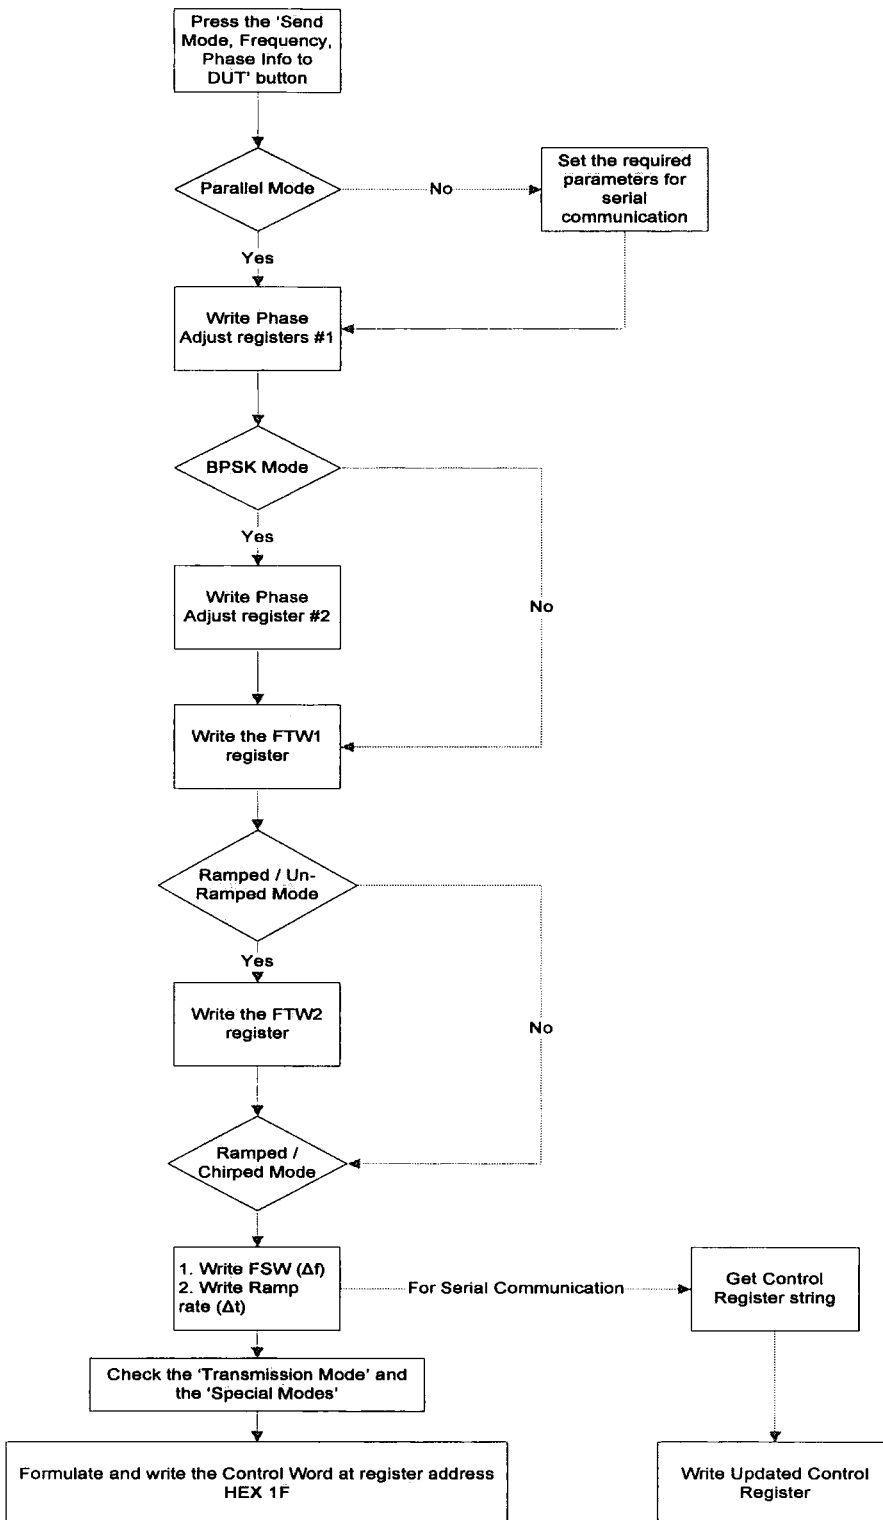 Press the 'Send
Mode, Frequency,
Phase Info to
DUT' button
Parallel Mode
No
Set the required
parameters for
serial
communication
Yes
Write Phase
Adjust registers #1
BPSK Mode
Yes
Write Phase
Adjust register #2
No
Write the FTW1
register
Ramped / Un-
Ramped Mode
Yes
Write the FTW2
register
No
Ramped /
Chirped Mode
1. Write FSW (Δf)
2. Write Ramp
rate (Δt)
For Serial Communication
Get Control
Register string
Check the 'Transmission Mode' and
the 'Special Modes'
Formulate and write the Control Word at register address
HEX 1F
Write Updated Control
Register